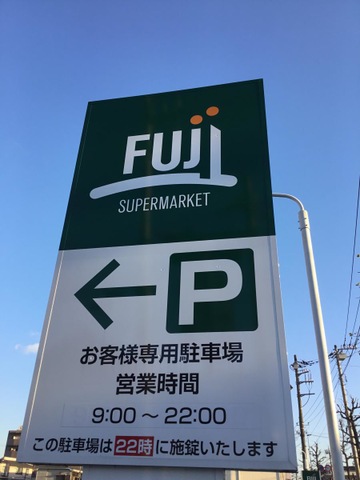 FUJI
SUPERMARKET
P
お客様専用駐車場
営業時間
9:00 ～ 22:00
この駐車場は22時に施錠いたします